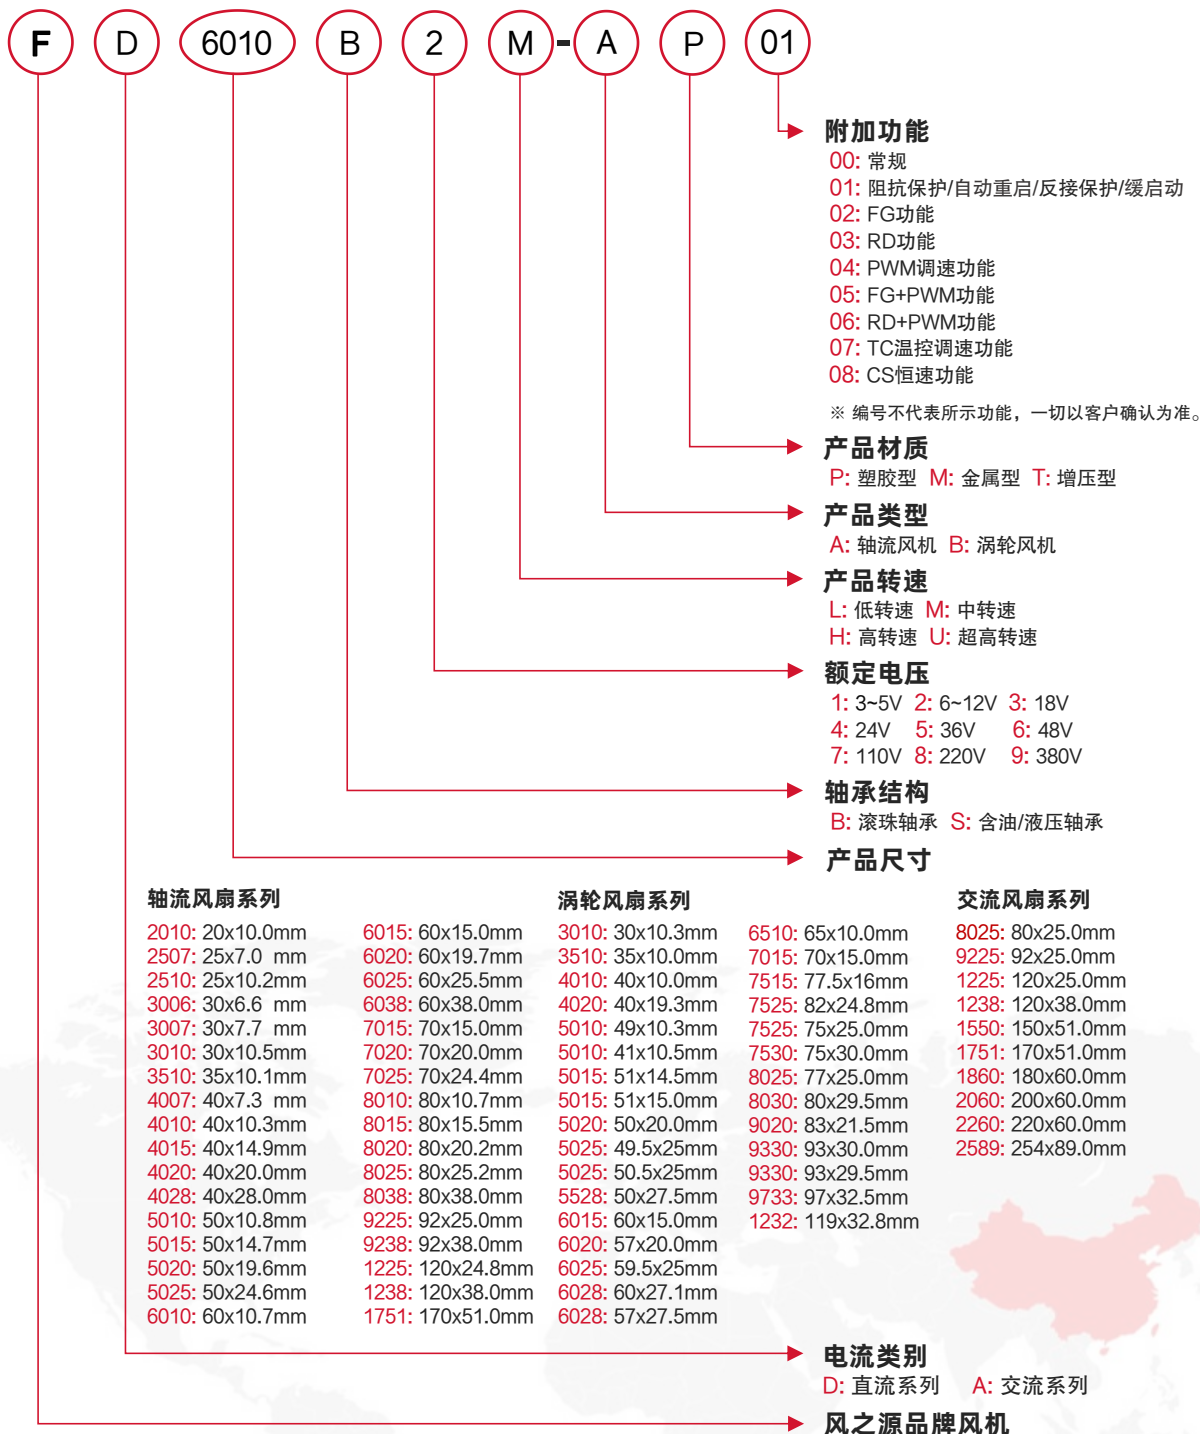 F D 6010 B 2 M-A P 01
附加功能
00: 常规
01: 阻抗保护/自动重启/反接保护/缓启动
02: FG功能
03: RD功能
04: PWM调速功能
05: FG+PWM功能
06: RD+PWM功能
07: TC温控调速功能
08: CS恒速功能
※ 编号不代表所示功能，一切以客户确认为准。
产品材质
P: 塑胶型 M: 金属型 T: 增压型
产品类型
A: 轴流风机 B: 涡轮风机
产品转速
L: 低转速 M: 中转速
H: 高转速 U: 超高转速
额定电压
1: 3~5V 2: 6~12V 3: 18V
4: 24V 5: 36V 6: 48V
7: 110V 8: 220V 9: 380V
轴承结构
B: 滚珠轴承 S: 含油/液压轴承
产品尺寸
轴流风扇系列
2010: 20x10.0mm
2507: 25x7.0 mm
2510: 25x10.2mm
3006: 30x6.6 mm
3007: 30x7.7 mm
3010: 30x10.5mm
3510: 35x10.1mm
4007: 40x7.3 mm
4010: 40x10.3mm
4015: 40x14.9mm
4020: 40x20.0mm
4028: 40x28.0mm
5010: 50x10.8mm
5015: 50x14.7mm
5020: 50x19.6mm
5025: 50x24.6mm
6010: 60x10.7mm
6015: 60x15.0mm
6020: 60x19.7mm
6025: 60x25.5mm
6038: 60x38.0mm
7015: 70x15.0mm
7020: 70x20.0mm
7025: 70x24.4mm
8010: 80x10.7mm
8015: 80x15.5mm
8020: 80x20.2mm
8025: 80x25.2mm
8038: 80x38.0mm
9225: 92x25.0mm
9238: 92x38.0mm
1225: 120x24.8mm
1238: 120x38.0mm
1751: 170x51.0mm
涡轮风扇系列
3010: 30x10.3mm
3510: 35x10.0mm
4010: 40x10.0mm
4020: 40x19.3mm
5010: 49x10.3mm
5010: 41x10.5mm
5015: 51x14.5mm
5015: 51x15.0mm
5020: 50x20.0mm
5025: 49.5x25mm
5025: 50.5x25mm
5528: 50x27.5mm
6015: 60x15.0mm
6020: 57x20.0mm
6025: 59.5x25mm
6028: 60x27.1mm
6028: 57x27.5mm
6510: 65x10.0mm
7015: 70x15.0mm
7515: 77.5x16mm
7525: 82x24.8mm
7525: 75x25.0mm
7530: 75x30.0mm
8025: 77x25.0mm
8030: 80x29.5mm
9020: 83x21.5mm
9330: 93x30.0mm
9330: 93x29.5mm
9733: 97x32.5mm
1232: 119x32.8mm
交流风扇系列
8025: 80x25.0mm
9225: 92x25.0mm
1225: 120x25.0mm
1238: 120x38.0mm
1550: 150x51.0mm
1751: 170x51.0mm
1860: 180x60.0mm
2060: 200x60.0mm
2260: 220x60.0mm
2589: 254x89.0mm
电流类别
D: 直流系列 A: 交流系列
风之源品牌风机